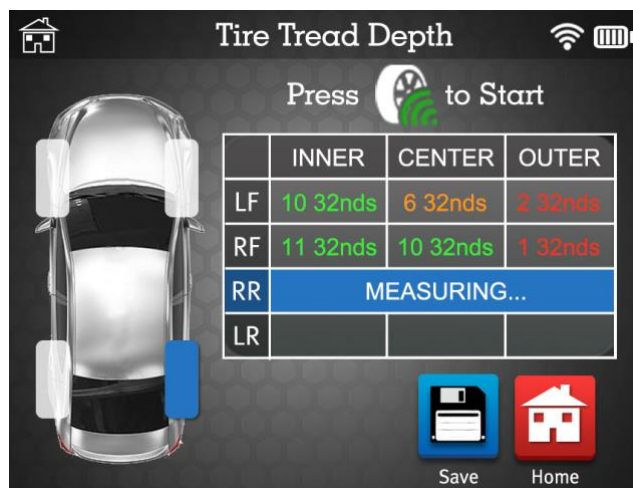 Tire Tread Depth
Press to Start
INNER CENTER OUTER
LF 10 32nds 6 32nds 2 32nds
RF 11 32nds 10 32nds 1 32nds
RR MEASURING...
LR
Save Home